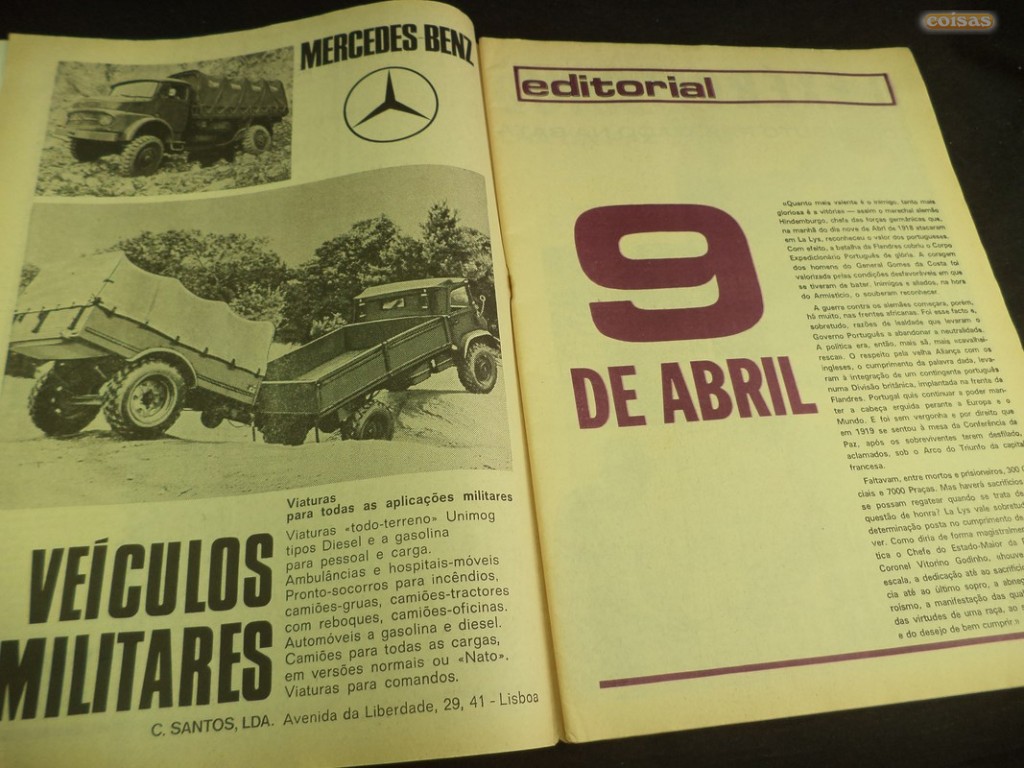 coisas
MERCEDES BENZ
Viaturas
para todas as aplicações militares
Viaturas «todo-terreno» Unimog
tipos Diesel e a gasolina
para pessoal e carga.
Ambulâncias e hospitais-móveis
Pronto-socorros para incêndios,
camiões-gruas, camiões-tractores
com reboques, camiões-oficinas.
Automóveis a gasolina e diesel.
Camiões para todas as cargas,
em versões normais ou «Nato».
Viaturas para comandos.
VEÍCULOS
MILITARES
C. SANTOS, LDA. Avenida da Liberdade, 29, 41 - Lisboa
editorial
9
DE ABRIL
«Quanto mais valente é o inimigo, tanto mais
gloriosa é a vitória» — assim o marechal alemão
Hindemburgo, chefe das forças germânicas que,
na manhã do dia nove de Abril de 1918 atacaram
em La Lys, reconheceu o valor dos portugueses.
Com efeito, a batalha da Flandres cobriu o Corpo
Expedicionário Português de glória. A coragem
dos homens do General Gomes da Costa foi
valorizada pelas condições desfavoráveis em que
se tiveram de bater. Inimigos e aliados, na hora
do Armistício, o souberam reconhecer.
A guerra contra os alemães começara, porém,
há muito, nas frentes africanas. Foi esse facto e,
sobretudo, razões de lealdade que levaram o
Governo Português a abandonar a neutralidade.
A política era, então, mais sã, mais «cavalhei-
resca». O respeito pela velha Aliança com os
ingleses, o cumprimento da palavra dada, leva-
ram à integração de um contingente português
numa Divisão britânica, implantada na frente da
Flandres. Portugal quis continuar a poder man-
ter a cabeça erguida perante a Europa e o
Mundo. E foi sem vergonha e por direito que
em 1919 se sentou à mesa da Conferência da
Paz, após os sobreviventes terem desfilado,
aclamados, sob o Arco do Triunfo da capital
francesa.
Faltavam, entre mortos e prisioneiros, 300
ciais e 7000 Praças. Mas haverá sacrifícios
se possam regatear quando se trata de
questão de honra? La Lys vale sobretud
determinação posta no cumprimento de
ver. Como diria de forma magistralmen
tica o Chefe do Estado-Maior da
Coronel Vitorino Godinho, «houve
escala, a dedicação até ao sacrifíc
cia até ao último sopro, a abneg
roísmo, a manifestação das qua
das virtudes de uma raça, ao
e do desejo de bem cumprir.»